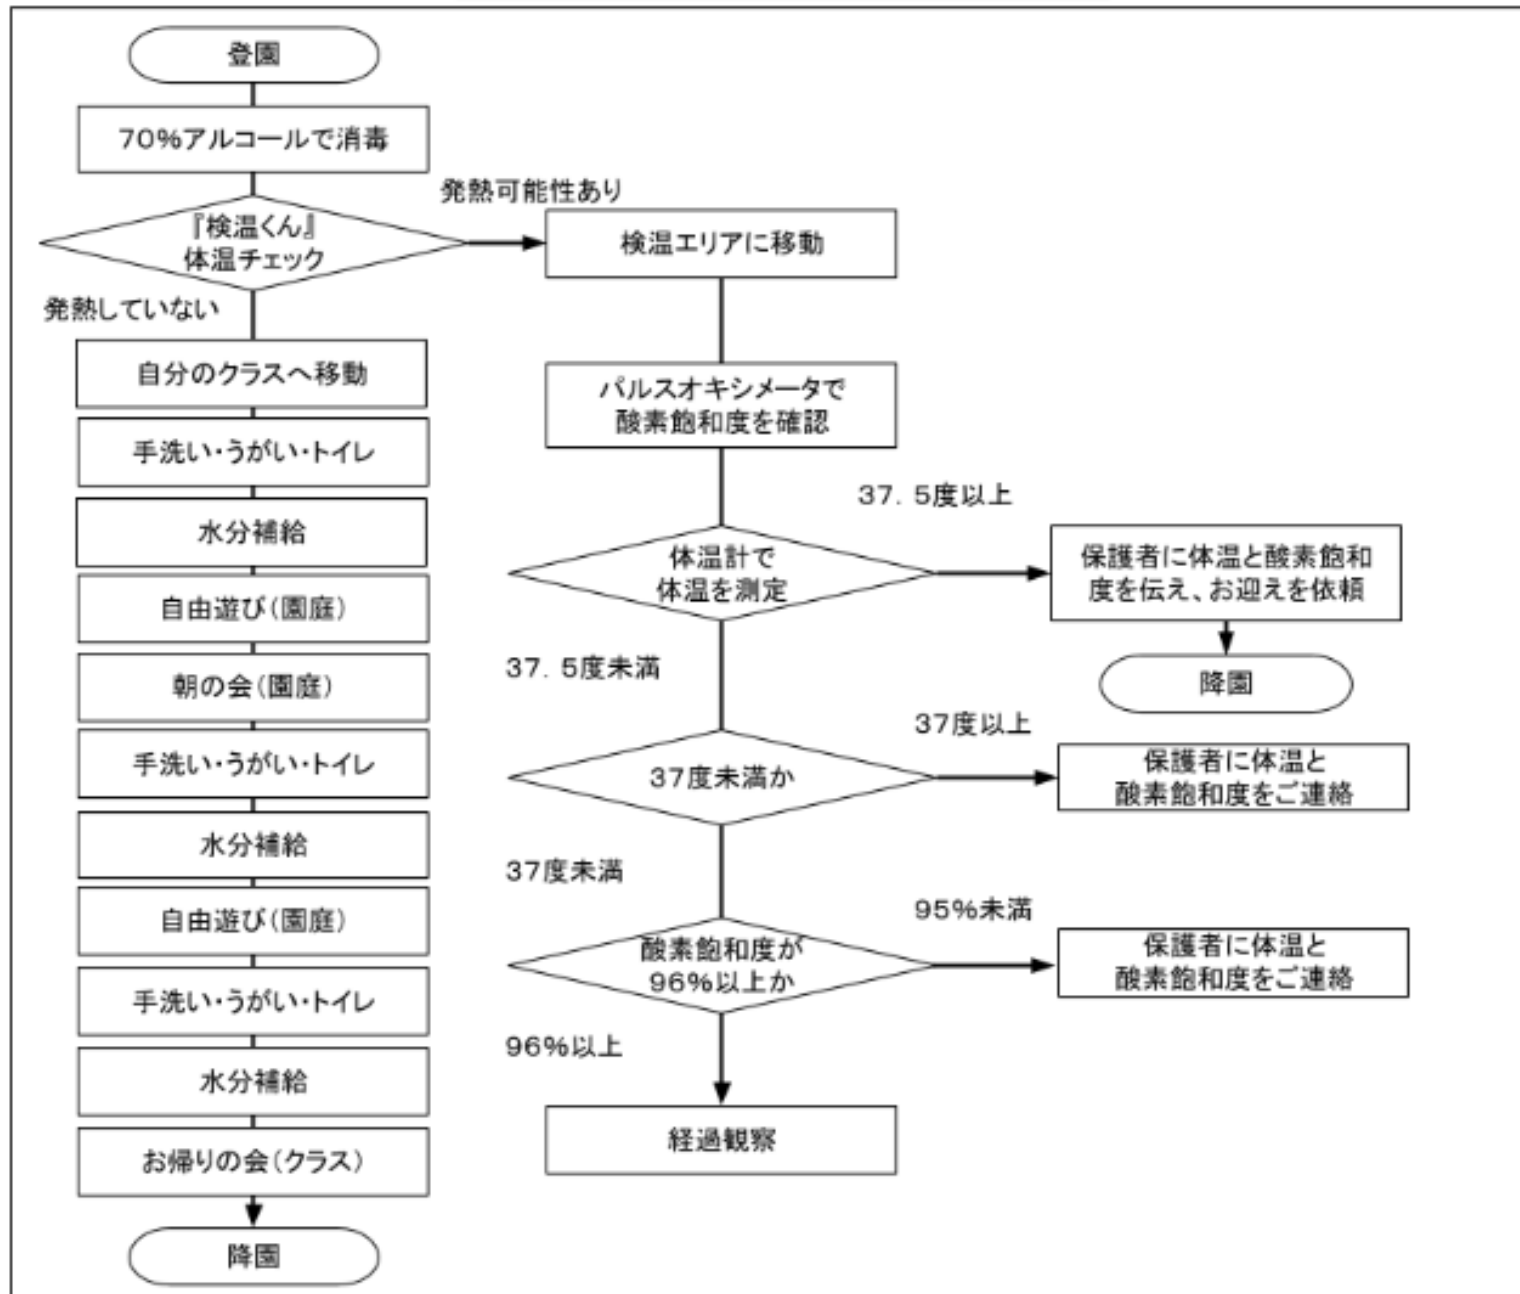 登園
70%アルコールで消毒
『検温くん』
体温チェック
発熱可能性あり
発熱していない
自分のクラスへ移動
手洗い・うがい・トイレ
水分補給
自由遊び(園庭)
朝の会(園庭)
手洗い・うがい・トイレ
水分補給
自由遊び(園庭)
手洗い・うがい・トイレ
水分補給
お帰りの会(クラス)
降園
検温エリアに移動
パルスオキシメータで
酸素飽和度を確認
体温計で
体温を測定
37.5度以上
保護者に体温と酸素飽和
度を伝え、お迎えを依頼
降園
37.5度未満
37度未満か
37度以上
保護者に体温と
酸素飽和度をご連絡
37度未満
酸素飽和度が
96%以上か
95%未満
保護者に体温と
酸素飽和度をご連絡
96%以上
経過観察